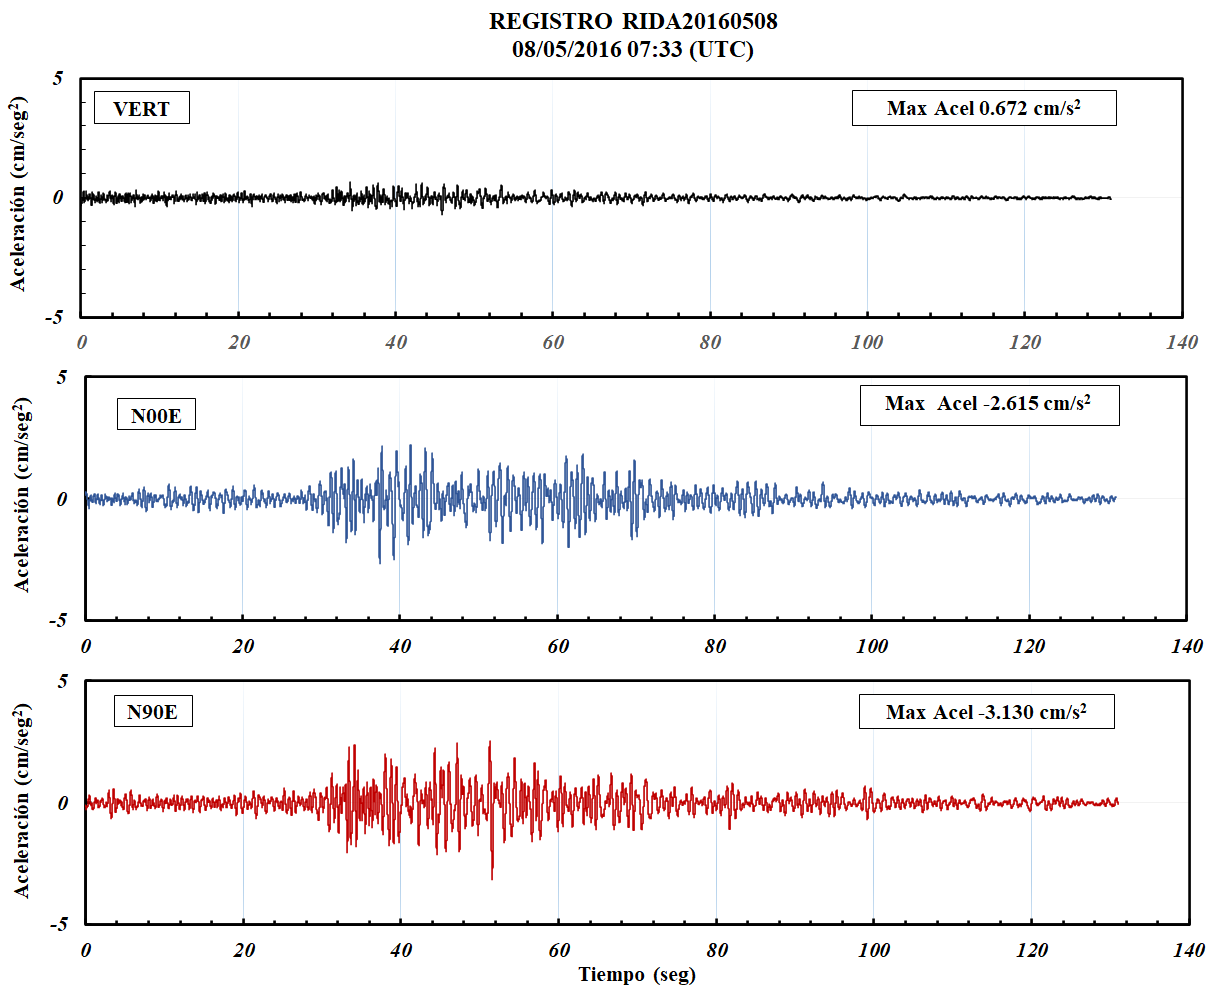 REGISTRO RIDA20160508
08/05/2016 07:33 (UTC)
Aceleración (cm/seg²)
5
0
-5
VERT
Max Acel 0.672 cm/s²
0 20 40 60 80 100 120 140
Aceleración (cm/seg²)
5
0
-5
N00E
Max Acel -2.615 cm/s²
0 20 40 60 80 100 120 140
Aceleración (cm/seg²)
5
0
-5
N90E
Max Acel -3.130 cm/s²
0 20 40 60 80 100 120 140
Tiempo (seg)